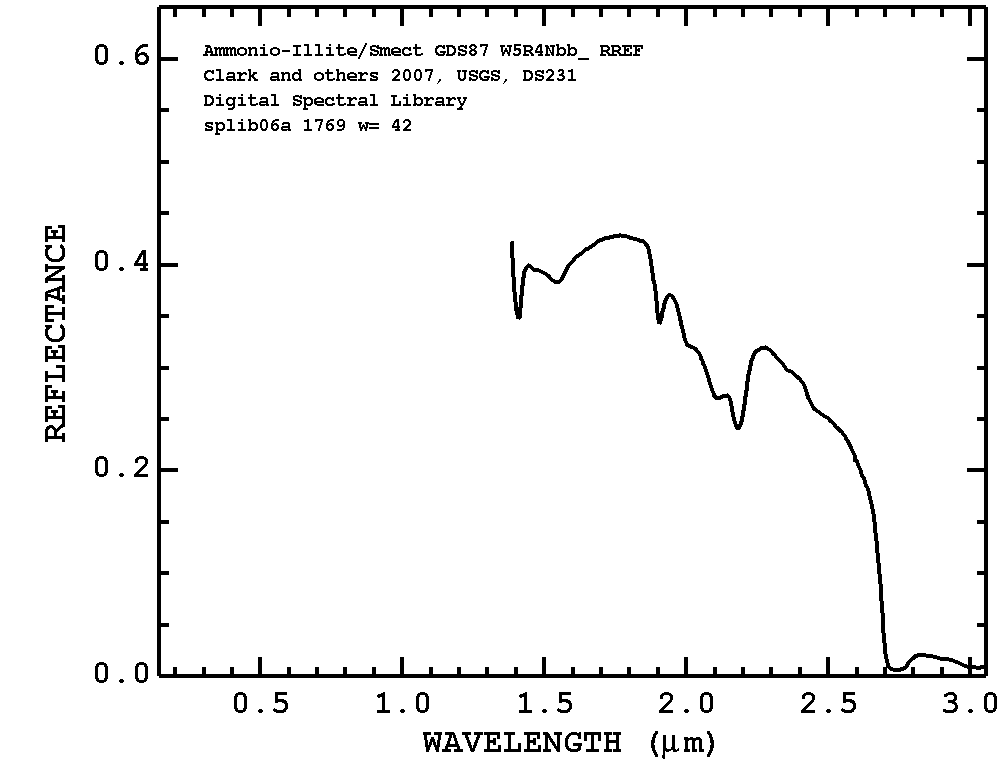 Ammonio-Illite/Smect GDS87 W5R4Nbb_ RREF
Clark and others 2007, USGS, DS231
Digital Spectral Library
splib06a 1769 w= 42
0.6
0.4
0.2
0.0
REFLECTANCE
0.5 1.0 1.5 2.0 2.5 3.0
WAVELENGTH (μm)